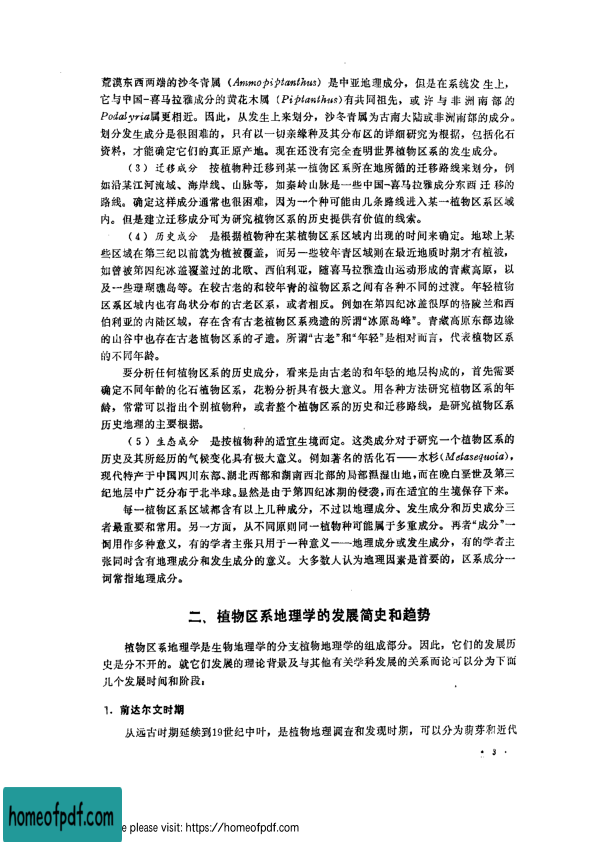 荒漠东西两端的沙冬青属（Ammopiptanthus）是中亚地理成分，但是在系统发生上，
它与中国-喜马拉雅成分的黄花木属（Piptanthus)有共同祖先，或许与非洲南部的
Podalyria属更相近。因此，从发生上来划分，沙冬青属为古南大陆或非洲南部的成分。
划分发生成分是很困难的，只有以一切亲缘种及其分布区的详细研究为根据，包括化石
资料，才能确定它们的真正原产地。现在还没有完全查明世界植物区系的发生成分。
（3）迁移成分 按植物种迁移到某一植物区系所在地所循的迁移路线来划分，例
如沿某江河流域、海岸线、山脉等，如秦岭山脉是一些中国-喜马拉雅成分东西迁移的
路线。确定这样成分通常也很困难，因为一个种可能由几条路线进入某一植物区系区域
内。但是建立迁移成分可为研究植物区系的历史提供有价值的线索。
（4）历史成分 是根据植物种在某植物区系区域内出现的时间来确定。地球上某
些区域在第三纪以前就为植被覆盖，而另一些较年青区域则在最近地质时期才有植被，
如曾被第四纪冰盖覆盖过的北欧、西伯利亚，随喜马拉雅造山运动形成的青藏高原，以
及一些珊瑚礁岛等。在较古老的和较年青的植物区系之间有各种不同的过渡。年轻植物
区系区域内也有岛状分布的古老区系，或者相反。例如在第四纪冰盖很厚的格陵兰和西
伯利亚的内陆区域，存在含有古老植物区系残遗的所谓“冰原岛峰”。青藏高原东部边缘
的山谷中也存在古老植物区系的孑遗。所谓“古老”和“年轻”是相对而言，代表植物区系
的不同年龄。
要分析任何植物区系的历史成分，看来是由古老的和年轻的地层构成的，首先需要
确定不同年龄的化石植物区系，花粉分析具有极大意义。用各种方法研究植物区系的年
龄，常常可以指出个别植物种，或者整个植物区系的历史和迁移路线，是研究植物区系
历史地理的主要根据。
（5）生态成分 是按植物种的适宜生境而定。这类成分对于研究一个植物区系的
历史及其所经历的气候变化具有极大意义。例如著名的活化石——水杉（Metasequoia），
现代特产于中国四川东部、湖北西部和湖南西北部的局部温湿山地，而在晚白垩世及第三
纪地层中广泛分布于北半球。显然是由于第四纪冰期的侵袭，而在适宜的生境保存下来。
每一植物区系区域都含有以上几种成分，不过以地理成分、发生成分和历史成分三
者最重要和常用。另一方面，从不同原则同一植物种可能属于多重成分。再者“成分”一
词用作多种意义，有的学者主张只用于一种意义——地理成分或发生成分，有的学者主
张同时含有地理成分和发生成分的意义。大多数人认为地理因素是首要的，区系成分一
词常指地理成分。
二、植物区系地理学的发展简史和趋势
植物区系地理学是生物地理学的分支植物地理学的组成部分。因此，它们的发展历
史是分不开的。就它们发展的理论背景及与其他有关学科发展的关系而论可以分为下面
几个发展时间和阶段：
1．前达尔文时期
从远古时期延续到19世纪中叶，是植物地理调查和发现时期，可以分为萌芽和近代
· 3 ·
homeofpdf.com
e please visit: https://homeofpdf.com